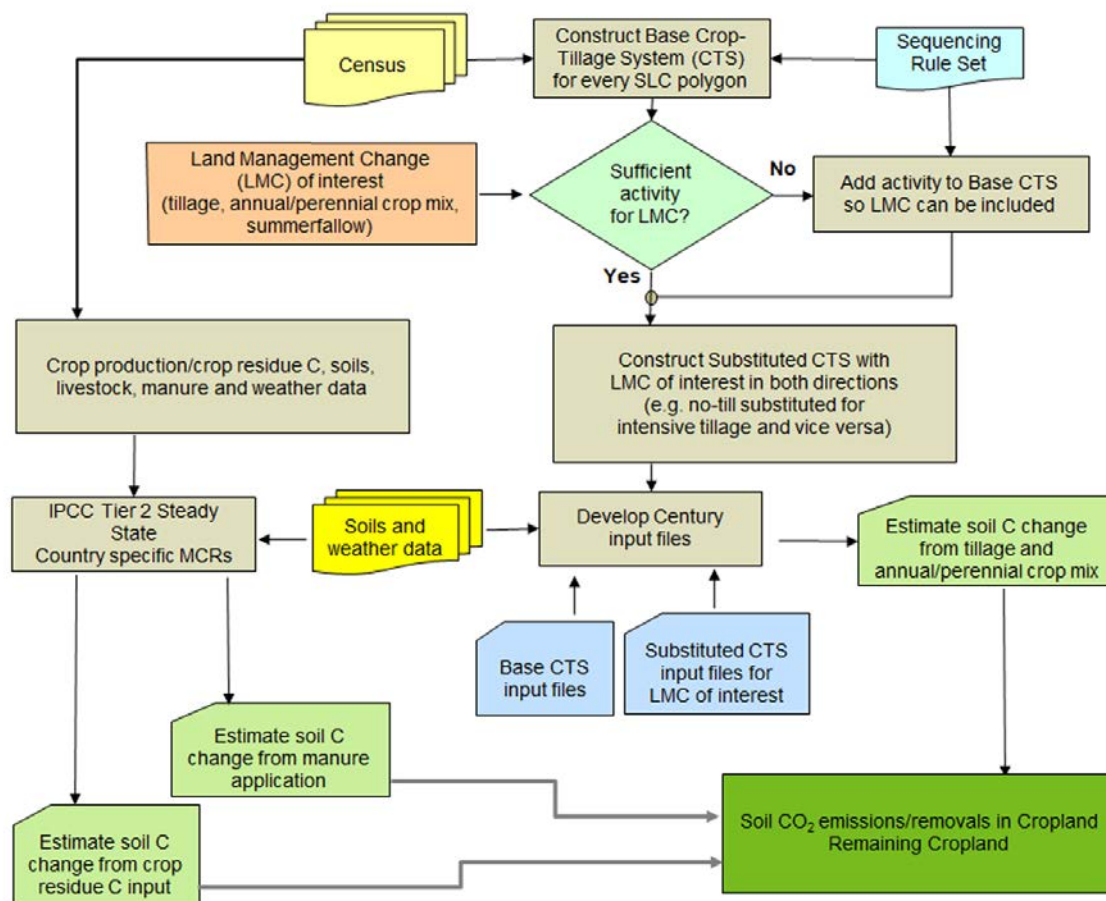 Census
Construct Base Crop-
Tillage System (CTS)
for every SLC polygon
Sequencing
Rule Set
Land Management Change
(LMC) of interest
(tillage, annual/perennial crop mix,
summerfallow)
Sufficient
activity
for LMC?
No
Add activity to Base CTS
so LMC can be included
Yes
Crop production/crop residue C, soils,
livestock, manure and weather data
Construct Substituted CTS with
LMC of interest in both directions
(e.g. no-till substituted for
intensive tillage and vice versa)
IPCC Tier 2 Steady
State
Country specific MCRs
Soils and
weather data
Develop Century
input files
Estimate soil C change
from tillage and
annual/perennial crop mix
Base CTS
input files
Substituted CTS
input files for
LMC of interest
Estimate soil C
change from manure
application
Estimate soil C
change from crop
residue C input
Soil CO₂ emissions/removals in Cropland
Remaining Cropland